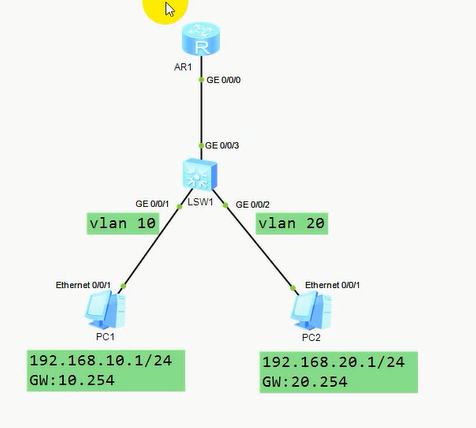 R
AR1
GE 0/0/0
GE 0/0/3
LSW1
GE 0/0/1
GE 0/0/2
vlan 10
vlan 20
Ethernet 0/0/1
Ethernet 0/0/1
PC1
PC2
192.168.10.1/24
GW:10.254
192.168.20.1/24
GW:20.254